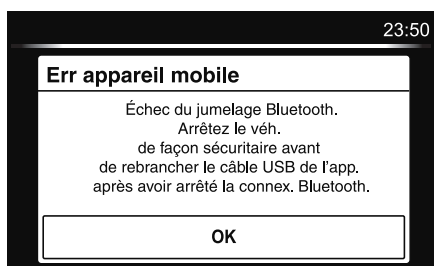 23:50
Err appareil mobile
Échec du jumelage Bluetooth.
Arrêtez le véh.
de façon sécuritaire avant
de rebrancher le câble USB de l'app.
après avoir arrêté la connex. Bluetooth.
OK